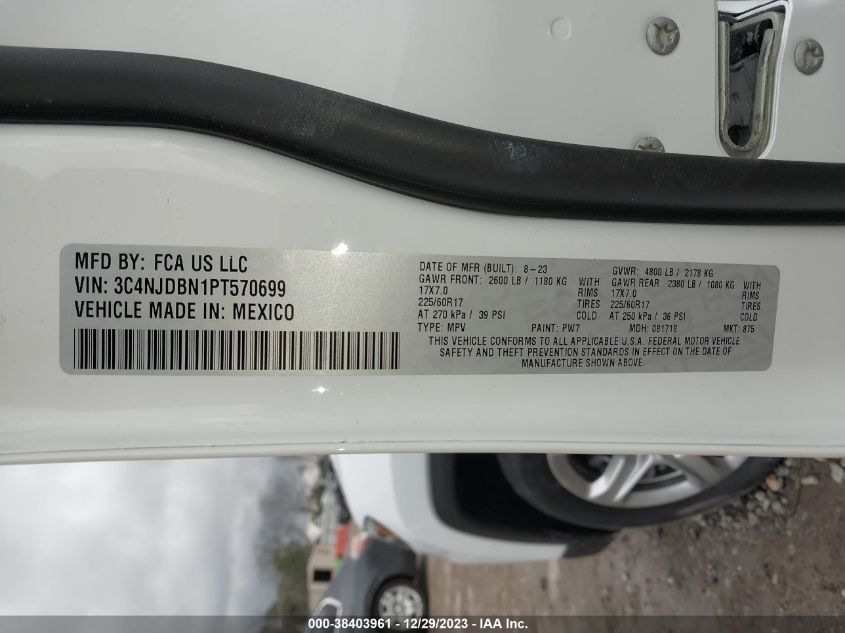 MFD BY: FCA US LLC
VIN: 3C4NJDBN1PT570699
VEHICLE MADE IN: MEXICO
DATE OF MFR (BUILT): 8-23 GVWR: 4800 LB / 2178 KG
GAWR FRONT: 2600 LB / 1180 KG WITH GAWR REAR: 2380 LB / 1080 KG WITH
17X7.0 RIMS 17X7.0 RIMS
225/60R17 TIRES 225/60R17 TIRES
AT 270 kPa / 39 PSI COLD AT 250 kPa / 36 PSI COLD
TYPE: MPV PAINT: PW7 MDH: 081718 MKT: 875
THIS VEHICLE CONFORMS TO ALL APPLICABLE U.S.A. FEDERAL MOTOR VEHICLE
SAFETY AND THEFT PREVENTION STANDARDS IN EFFECT ON THE DATE OF
MANUFACTURE SHOWN ABOVE.
000-38403961 - 12/29/2023 - IAA Inc.